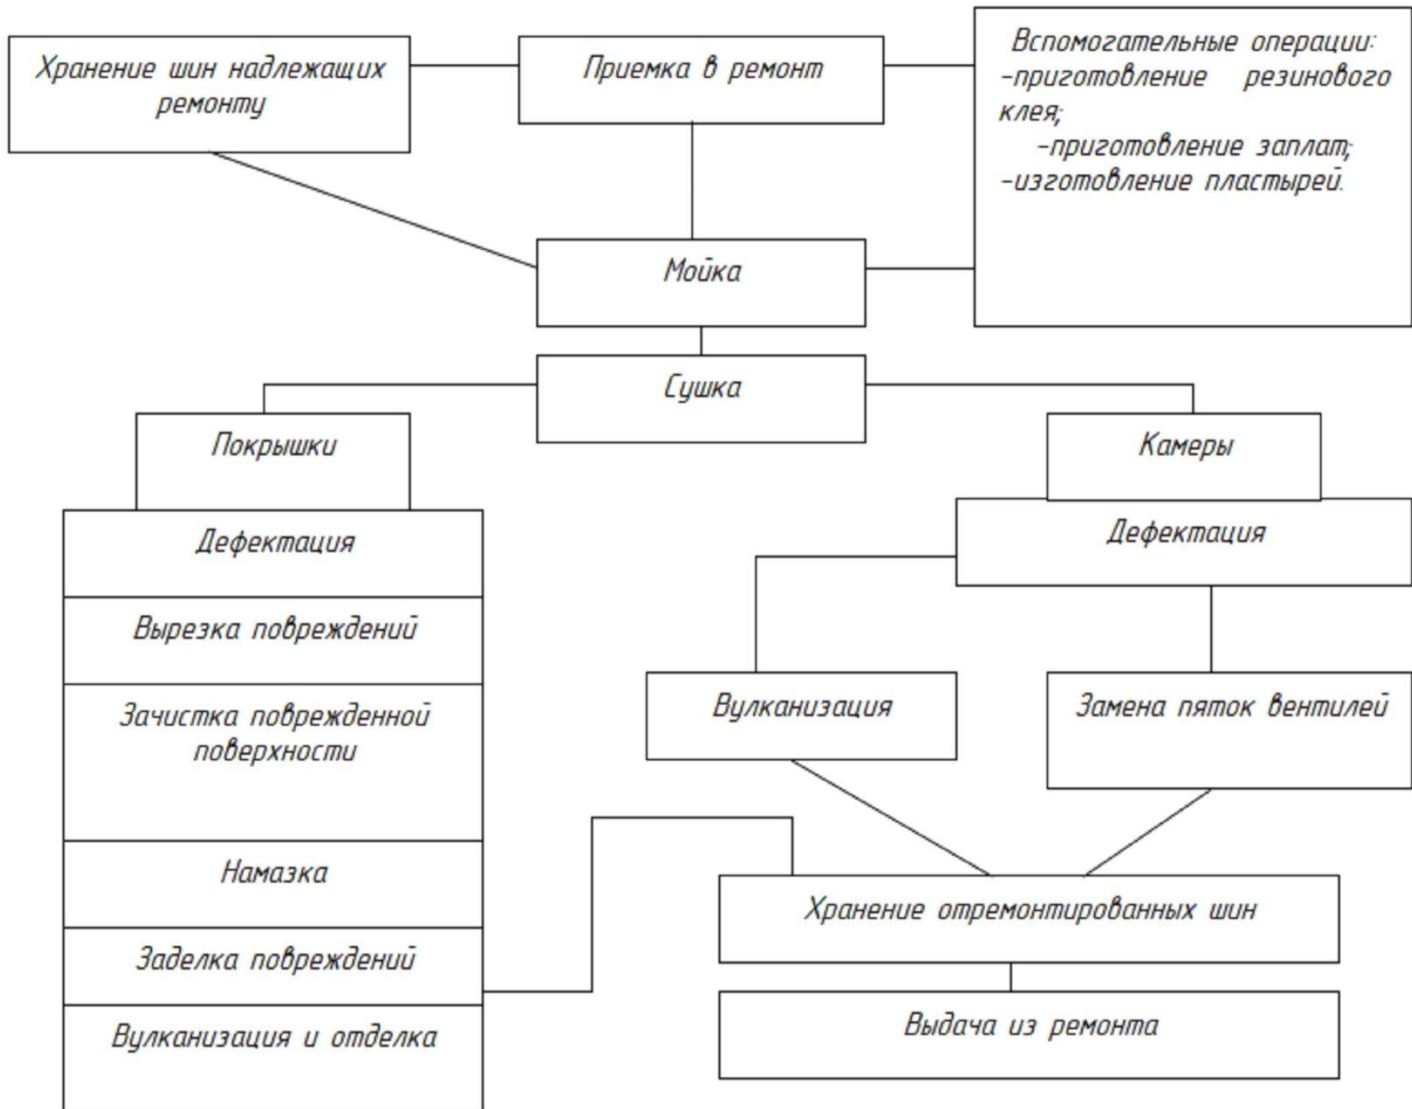 Хранение шин надлежащих
ремонту
Приемка в ремонт
Вспомогательные операции:
-приготовление резинового
клея;
-приготовление заплат;
-изготовление пластырей.
Мойка
Сушка
Покрышки
Камеры
Дефектация
Вырезка повреждений
Зачистка поврежденной
поверхности
Намазка
Заделка повреждений
Вулканизация и отделка
Дефектация
Вулканизация
Замена пяток вентилей
Хранение отремонтированных шин
Выдача из ремонта